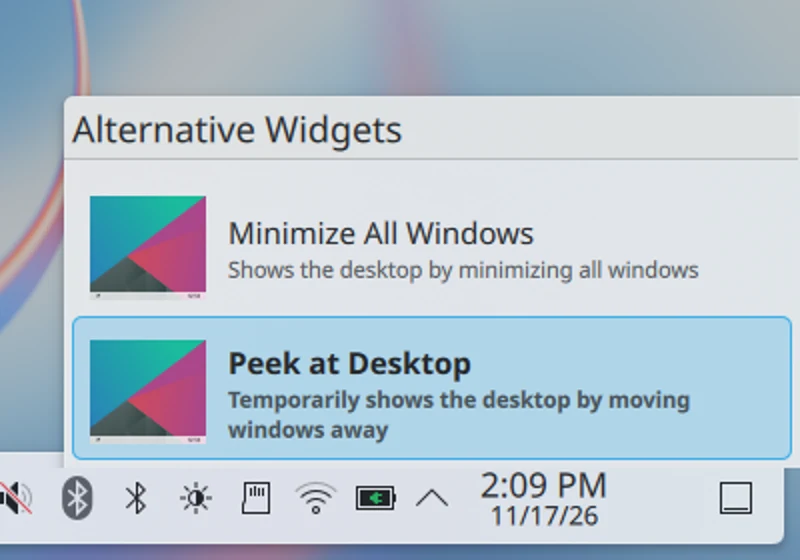 Alternative Widgets
Minimize All Windows
Shows the desktop by minimizing all windows
Peek at Desktop
Temporarily shows the desktop by moving
windows away
2:09 PM
11/17/26